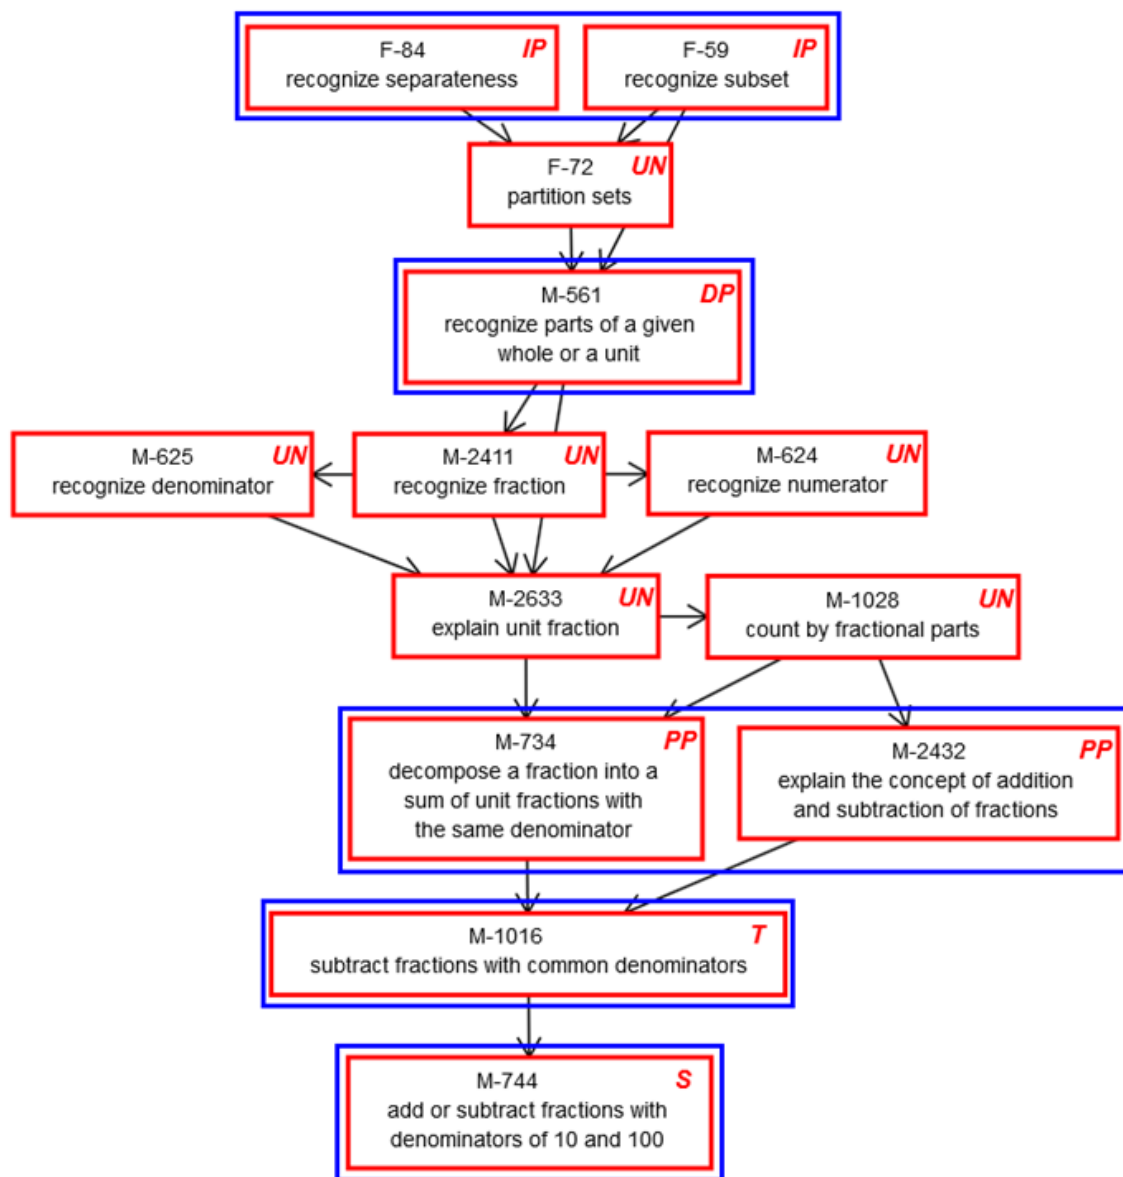 F-84 IP
recognize separateness
F-59 IP
recognize subset
F-72 UN
partition sets
M-561 DP
recognize parts of a given
whole or a unit
M-625 UN
recognize denominator
M-2411 UN
recognize fraction
M-624 UN
recognize numerator
M-2633 UN
explain unit fraction
M-1028 UN
count by fractional parts
M-734 PP
decompose a fraction into a
sum of unit fractions with
the same denominator
M-2432 PP
explain the concept of addition
and subtraction of fractions
M-1016 T
subtract fractions with common denominators
M-744 S
add or subtract fractions with
denominators of 10 and 100